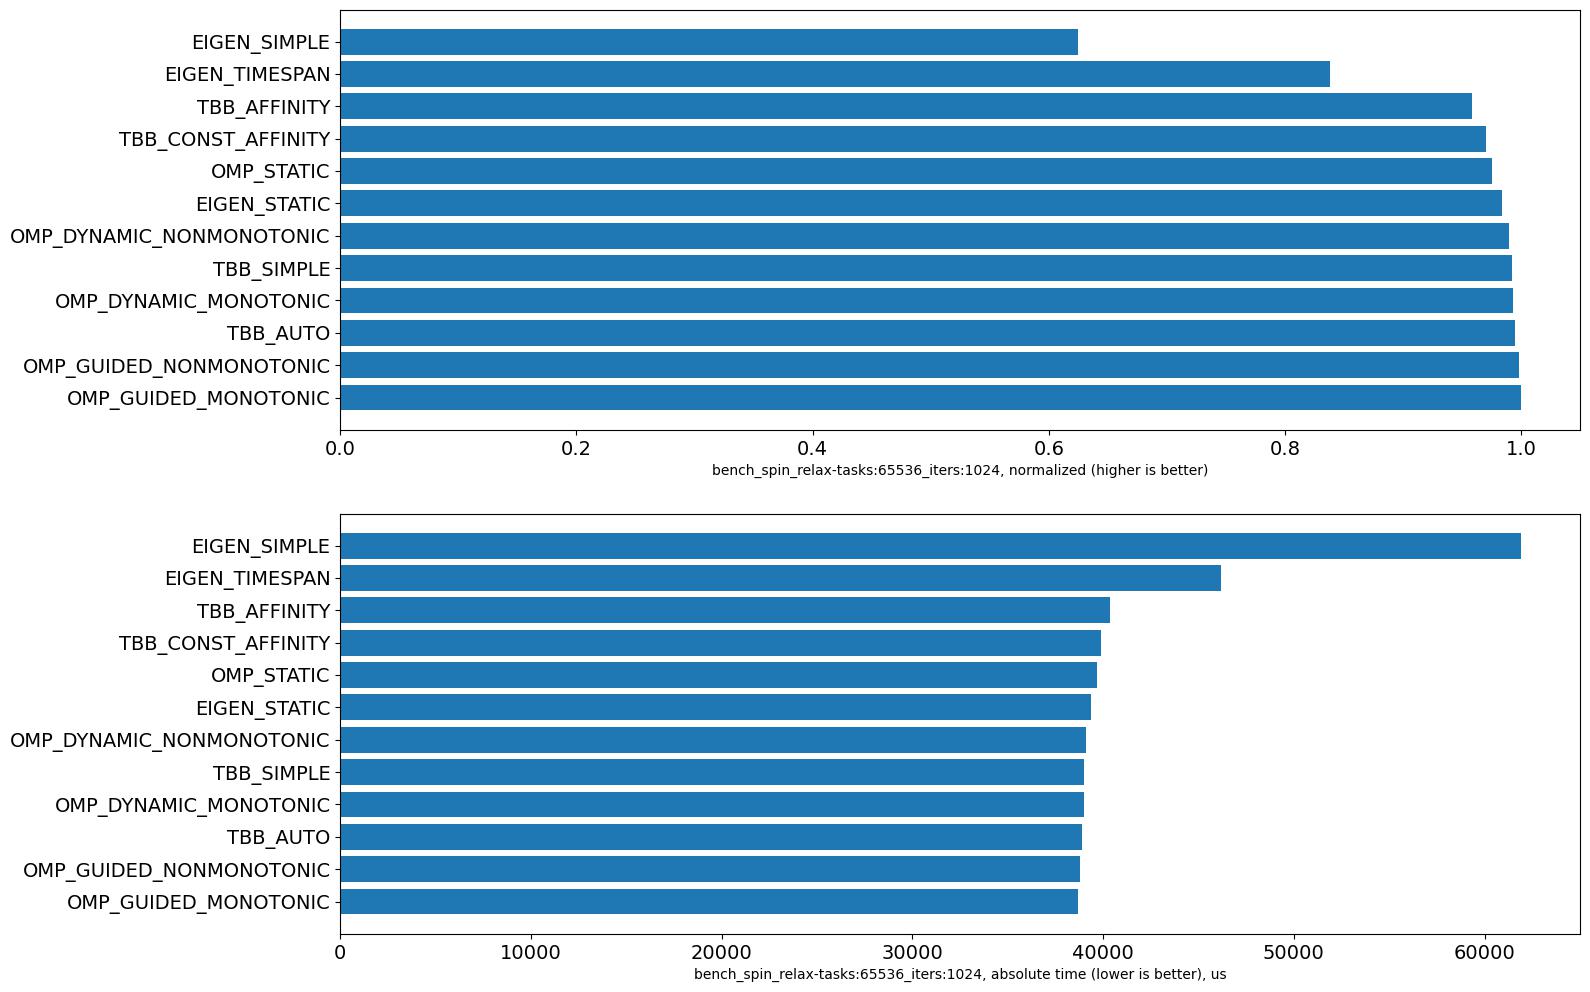 EIGEN_SIMPLE
EIGEN_TIMESPAN
TBB_AFFINITY
TBB_CONST_AFFINITY
OMP_STATIC
EIGEN_STATIC
OMP_DYNAMIC_NONMONOTONIC
TBB_SIMPLE
OMP_DYNAMIC_MONOTONIC
TBB_AUTO
OMP_GUIDED_NONMONOTONIC
OMP_GUIDED_MONOTONIC
0.0 0.2 0.4 0.6 0.8 1.0
bench_spin_relax-tasks:65536_iters:1024, normalized (higher is better)
EIGEN_SIMPLE
EIGEN_TIMESPAN
TBB_AFFINITY
TBB_CONST_AFFINITY
OMP_STATIC
EIGEN_STATIC
OMP_DYNAMIC_NONMONOTONIC
TBB_SIMPLE
OMP_DYNAMIC_MONOTONIC
TBB_AUTO
OMP_GUIDED_NONMONOTONIC
OMP_GUIDED_MONOTONIC
0 10000 20000 30000 40000 50000 60000
bench_spin_relax-tasks:65536_iters:1024, absolute time (lower is better), us